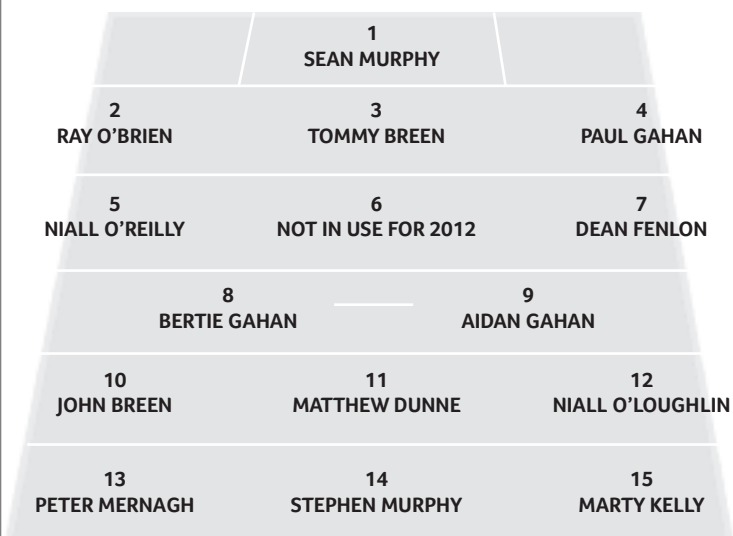 1
SEAN MURPHY
2
RAY O’BRIEN
3
TOMMY BREEN
4
PAUL GAHAN
5
NIALL O’REILLY
6
NOT IN USE FOR 2012
7
DEAN FENLON
8
BERTIE GAHAN
9
AIDAN GAHAN
10
JOHN BREEN
11
MATTHEW DUNNE
12
NIALL O’LOUGHLIN
13
PETER MERNAGH
14
STEPHEN MURPHY
15
MARTY KELLY